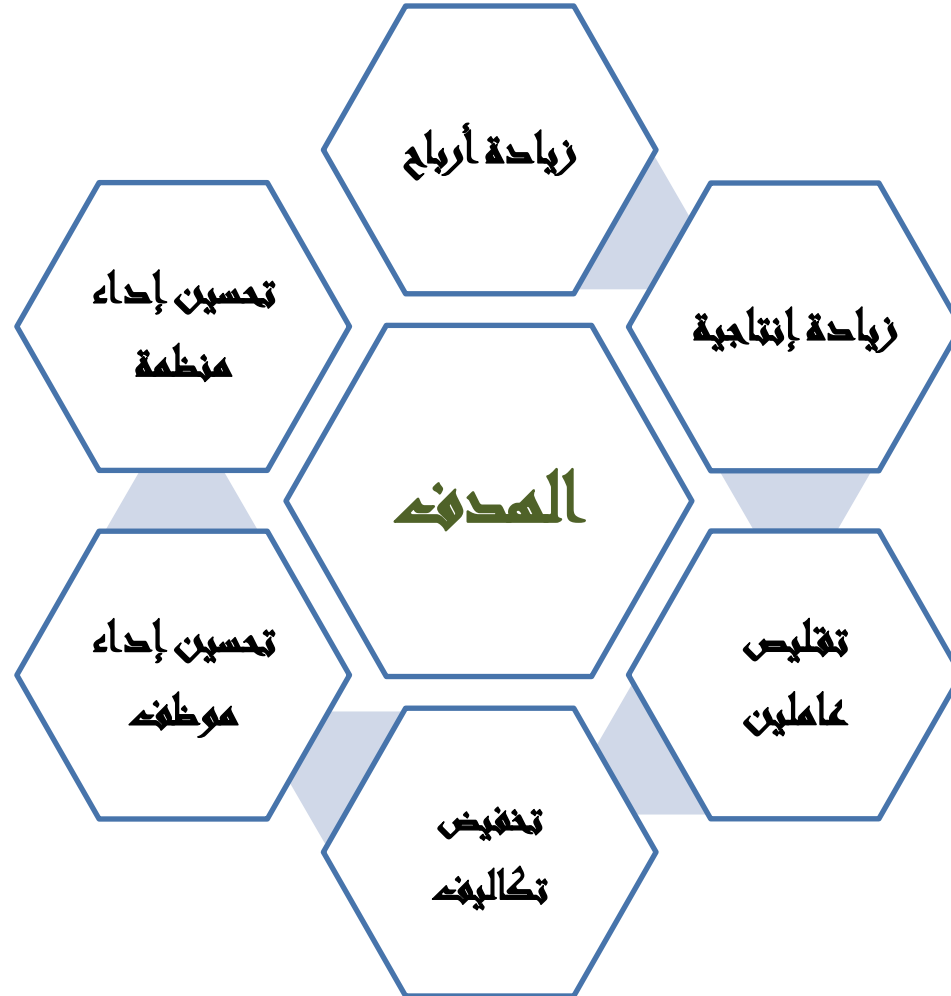 زيادة أرباح
زيادة إنتاجية
تقليص
عاملين
تخفيض
تكاليف
تحسين إداء
موظف
تحسين إداء
منظمة
الهدف